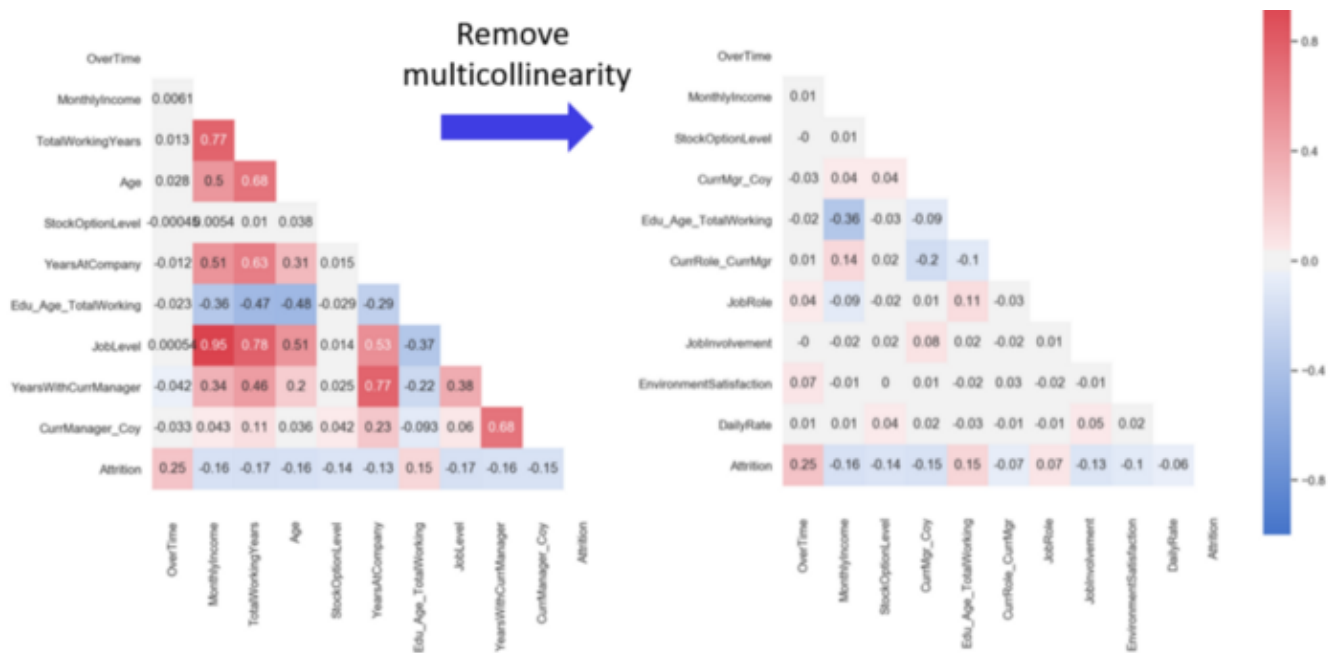 Remove
multicollinearity
OverTime
MonthlyIncome 0.0061
TotalWorkingYears 0.013 0.77
Age 0.028 0.5 0.68
StockOptionLevel -0.00045 0.0054 0.01 0.038
YearsAtCompany -0.012 0.51 0.63 0.31 0.015
Edu_Age_TotalWorking -0.023 -0.36 -0.47 -0.48 -0.029 -0.29
JobLevel 0.00054 0.95 0.78 0.51 0.014 0.53 -0.37
YearsWithCurrManager -0.042 0.34 0.46 0.2 0.025 0.77 -0.22 0.38
CurrManager_Coy -0.033 0.043 0.11 0.036 0.042 0.23 -0.093 0.06 0.68
Attrition 0.25 -0.16 -0.17 -0.16 -0.14 -0.13 0.15 -0.17 -0.16 -0.15
OverTime
MonthlyIncome
TotalWorkingYears
Age
StockOptionLevel
YearsAtCompany
Edu_Age_TotalWorking
JobLevel
YearsWithCurrManager
CurrManager_Coy
Attrition
OverTime
MonthlyIncome 0.01
StockOptionLevel -0 0.01
CurrMgr_Coy -0.03 0.04 0.04
Edu_Age_TotalWorking -0.02 -0.36 -0.03 -0.09
CurrRole_CurrMgr 0.01 0.14 0.02 -0.2 -0.1
JobRole 0.04 -0.09 -0.02 0.01 0.11 -0.03
JobInvolvement -0 -0.02 0.02 0.08 0.02 -0.02 0.01
EnvironmentSatisfaction 0.07 -0.01 0 0.01 -0.02 0.03 -0.02 -0.01
DailyRate 0.01 0.01 0.04 0.02 -0.03 -0.01 -0.01 0.05 0.02
Attrition 0.25 -0.16 -0.14 -0.15 0.15 -0.07 0.07 -0.13 -0.1 -0.06
OverTime
MonthlyIncome
StockOptionLevel
CurrMgr_Coy
Edu_Age_TotalWorking
CurrRole_CurrMgr
JobRole
JobInvolvement
EnvironmentSatisfaction
DailyRate
Attrition
0.8
0.4
0.0
-0.4
-0.8